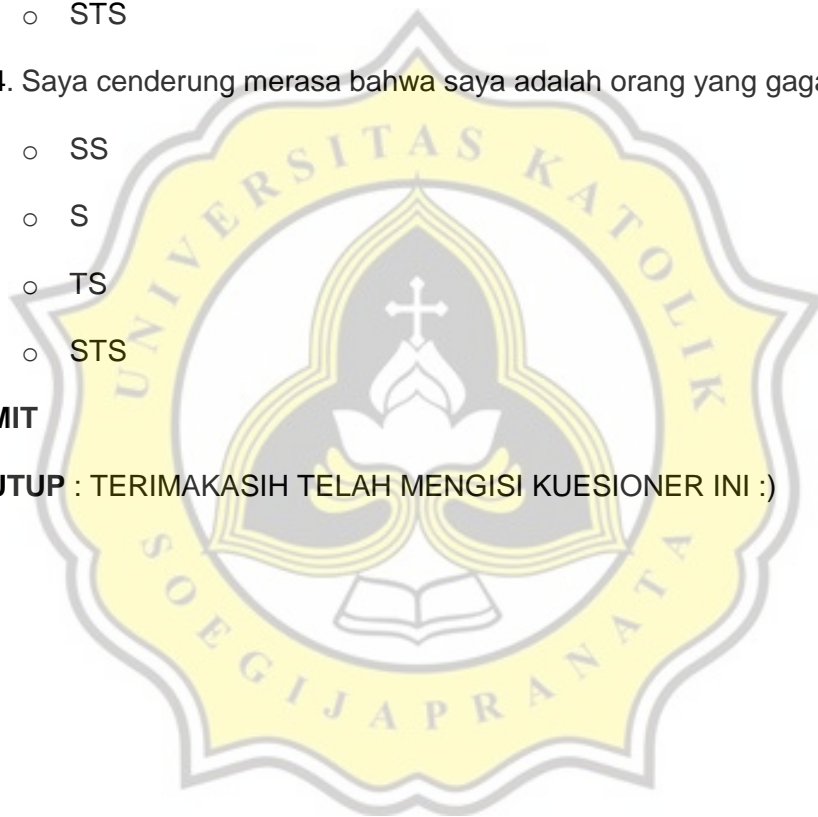 ○ STS
4. Saya cenderung merasa bahwa saya adalah orang yang
○ SS
○ S
○ TS
○ STS
MIT
UTUP : TERIMAKASIH TELAH MENGISI KUESIONER INI :)
UNIVERSITAS KATOLIK
SOEGIJAPRANATA